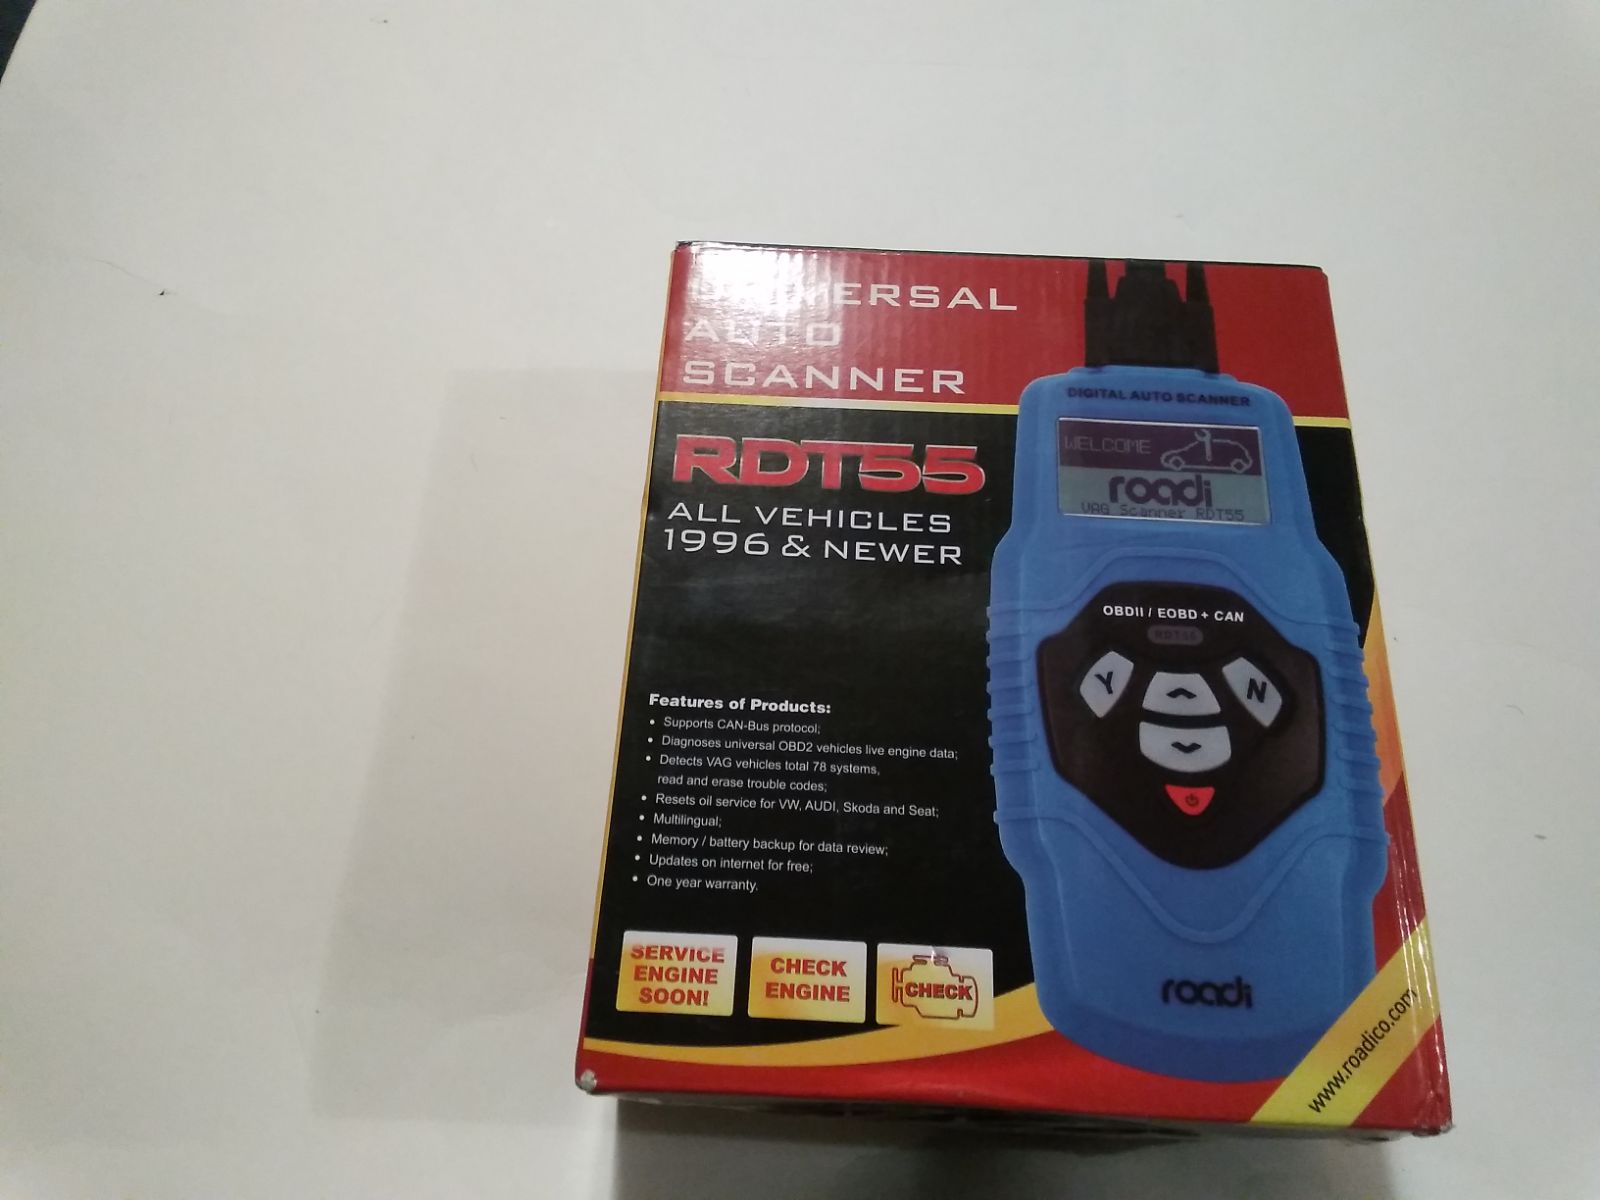 UNIVERSAL
AUTO
SCANNER
RDT55
ALL VEHICLES
1996 & NEWER
Features of Products:
• Supports CAN-Bus protocol;
• Diagnoses universal OBD2 vehicles live engine data;
• Detects VAG vehicles total 78 systems,
read and erase trouble codes;
• Resets oil service for VW, AUDI, Skoda and Seat;
• Multilingual;
• Memory / battery backup for data review;
• Updates on internet for free;
• One year warranty.
SERVICE
ENGINE
SOON!
CHECK
ENGINE
CHECK
DIGITAL AUTO SCANNER
WELCOME
roadi
VAG Scanner RDT55
OBDII / EOBD + CAN
RDT55
Y
N
roadi
www.roadico.com